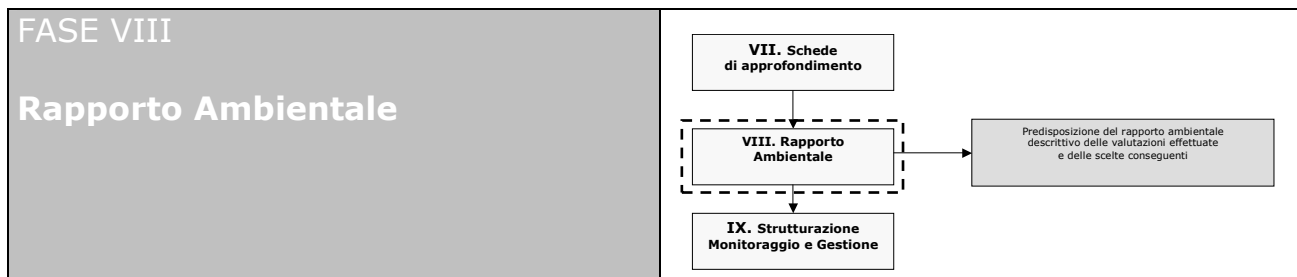 FASE VIII
Rapporto Ambientale
VII. Schede
di approfondimento
VIII. Rapporto
Ambientale
Predisposizione del rapporto ambientale
descrittivo delle valutazioni effettuate
e delle scelte conseguenti
IX. Strutturazione
Monitoraggio e Gestione